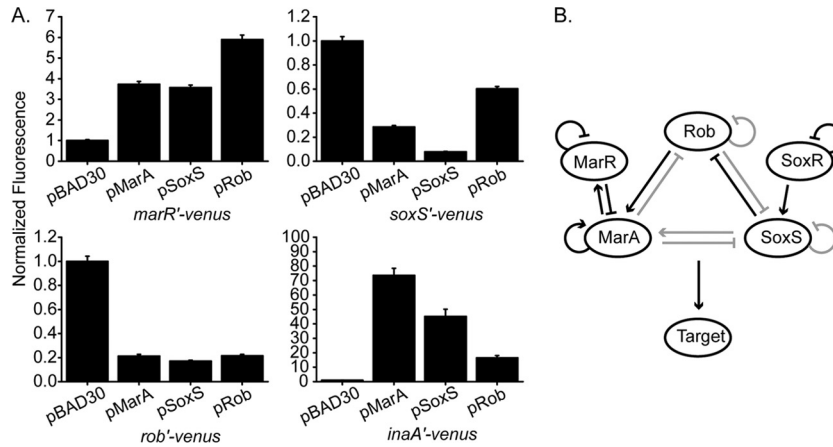 A.
Normalized Fluorescence
7
6
5
4
3
2
1
0
pBAD30
pMarA
pSoxS
pRob
marR'-venus
1.2
1.0
0.8
0.6
0.4
0.2
0.0
pBAD30
pMarA
pSoxS
pRob
soxS'-venus
1.2
1.0
0.8
0.6
0.4
0.2
0.0
pBAD30
pMarA
pSoxS
pRob
rob'-venus
100
90
80
70
60
50
40
30
20
10
0
pBAD30
pMarA
pSoxS
pRob
inaA'-venus
B.
Rob
MarR
SoxR
MarA
SoxS
Target